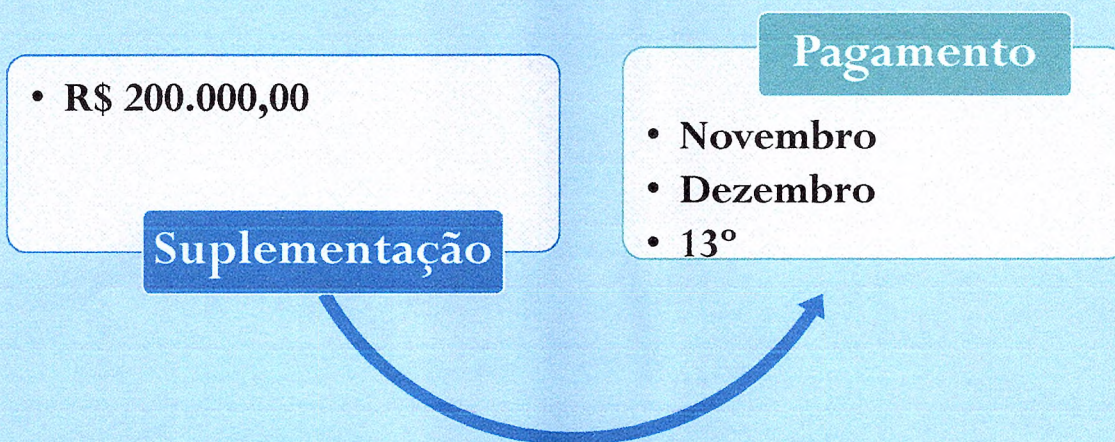 • R$ 200.000,00
Suplementação
Pagamento
• Novembro
• Dezembro
• 13º